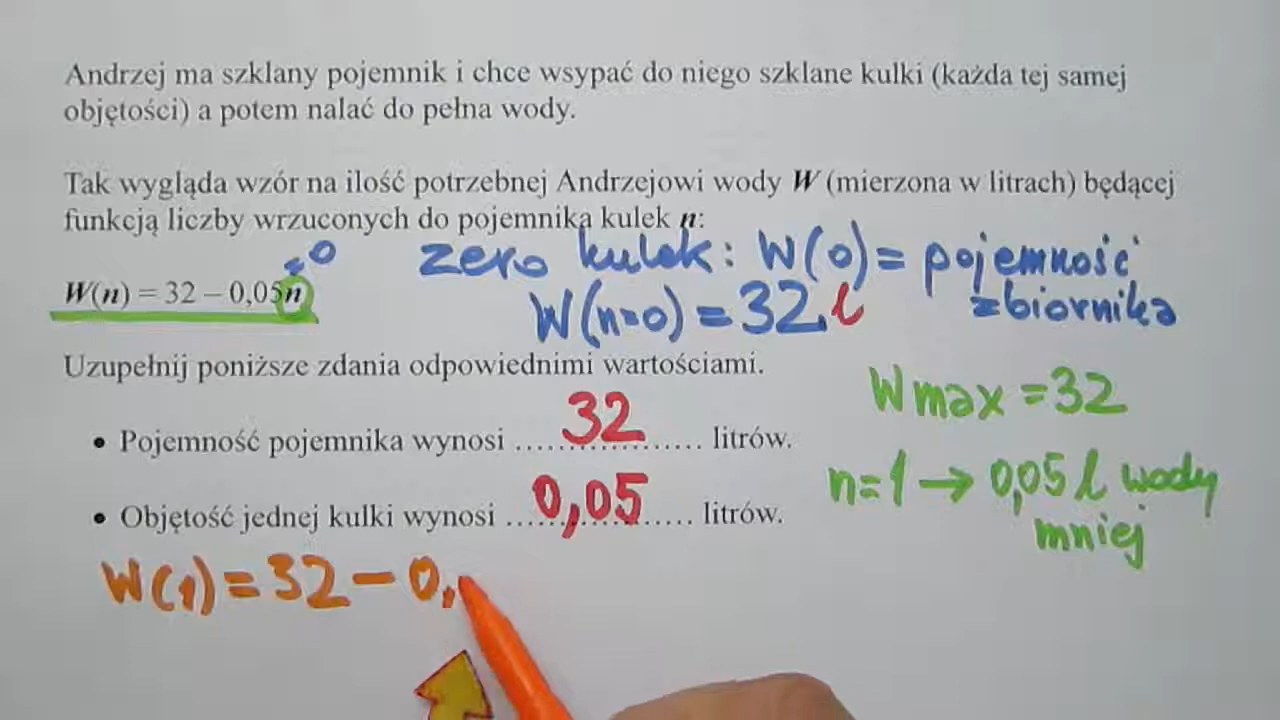 Andrzej ma szklany pojemnik i chce wsypać do niego szklane kulki (każda tej samej
objętości) a potem nalać do pełna wody.
Tak wygląda wzór na ilość potrzebnej Andrzejowi wody W (mierzona w litrach) będącej
funkcją liczby wrzuconych do pojemnika kulek n:
zero kulek: W(0) = pojemność
zbiornika
W(n) = 32 – 0,05n
=0
W(n=0) = 32 l
Uzupełnij poniższe zdania odpowiednimi wartościami.
Wmax = 32
• Pojemność pojemnika wynosi .... 32 .... litrów.
n=1 → 0,05 l wody
mniej
• Objętość jednej kulki wynosi .... 0,05 .... litrów.
W(1) = 32 – 0,